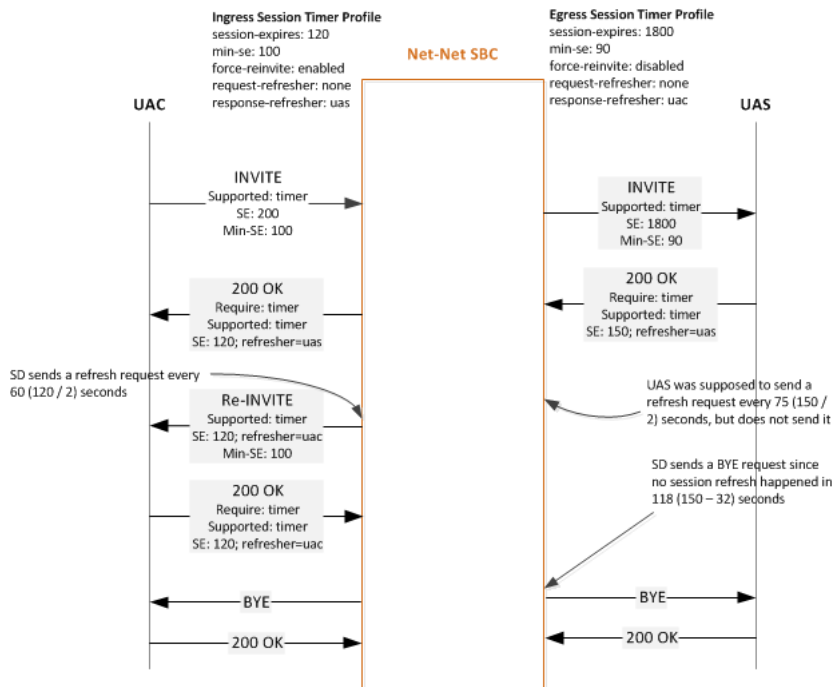 Ingress Session Timer Profile
session-expires: 120
min-se: 100
force-reinvite: enabled
request-refresher: none
response-refresher: uas
Net-Net SBC
Egress Session Timer Profile
session-expires: 1800
min-se: 90
force-reinvite: disabled
request-refresher: none
response-refresher: uac
UAC
UAS
INVITE
Supported: timer
SE: 200
Min-SE: 100
INVITE
Supported: timer
SE: 1800
Min-SE: 90
200 OK
Require: timer
Supported: timer
SE: 120; refresher=uas
200 OK
Require: timer
Supported: timer
SE: 150; refresher=uas
SD sends a refresh request every
60 (120 / 2) seconds
Re-INVITE
Supported: timer
SE: 120; refresher=uac
Min-SE: 100
UAS was supposed to send a
refresh request every 75 (150 /
2) seconds, but does not send it
200 OK
Require: timer
Supported: timer
SE: 120; refresher=uac
SD sends a BYE request since
no session refresh happened in
118 (150 – 32) seconds
BYE
BYE
200 OK
200 OK